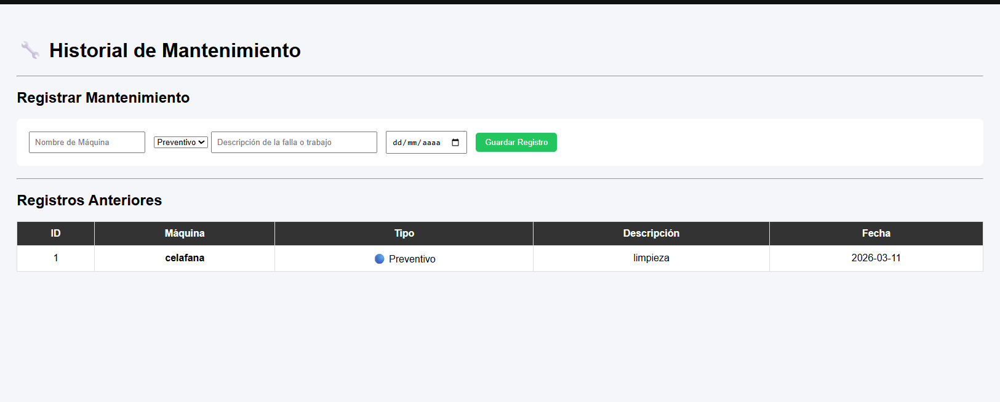 Historial de Mantenimiento
Registrar Mantenimiento
Nombre de Máquina Preventivo Descripción de la falla o trabajo dd/mm/aaaa Guardar Registro
Registros Anteriores
ID Máquina Tipo Descripción Fecha
1 celafana Preventivo limpieza 2026-03-11